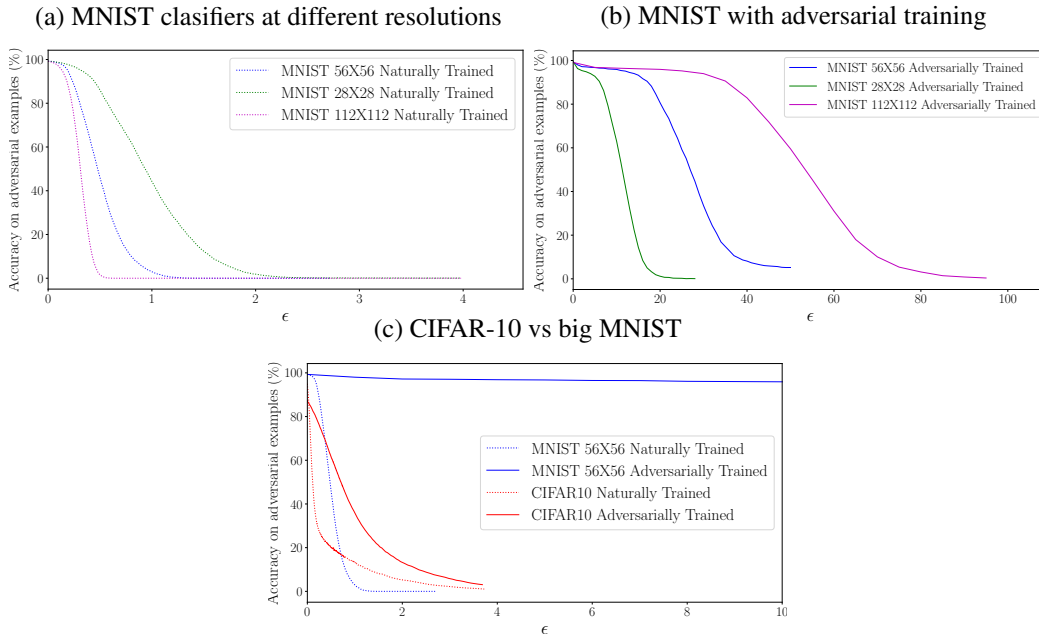 (a) MNIST clasifiers at different resolutions
100
80
60
40
20
0
Accuracy on adversarial examples (%)
MNIST 56X56 Naturally Trained
MNIST 28X28 Naturally Trained
MNIST 112X112 Naturally Trained
0 1 2 3 4
ϵ
(b) MNIST with adversarial training
100
80
60
40
20
0
Accuracy on adversarial examples (%)
MNIST 56X56 Adversarially Trained
MNIST 28X28 Adversarially Trained
MNIST 112X112 Adversarially Trained
0 20 40 60 80 100
ϵ
(c) CIFAR-10 vs big MNIST
100
80
60
40
20
0
Accuracy on adversarial examples (%)
MNIST 56X56 Naturally Trained
MNIST 56X56 Adversarially Trained
CIFAR10 Naturally Trained
CIFAR10 Adversarially Trained
0 2 4 6 8 10
ϵ